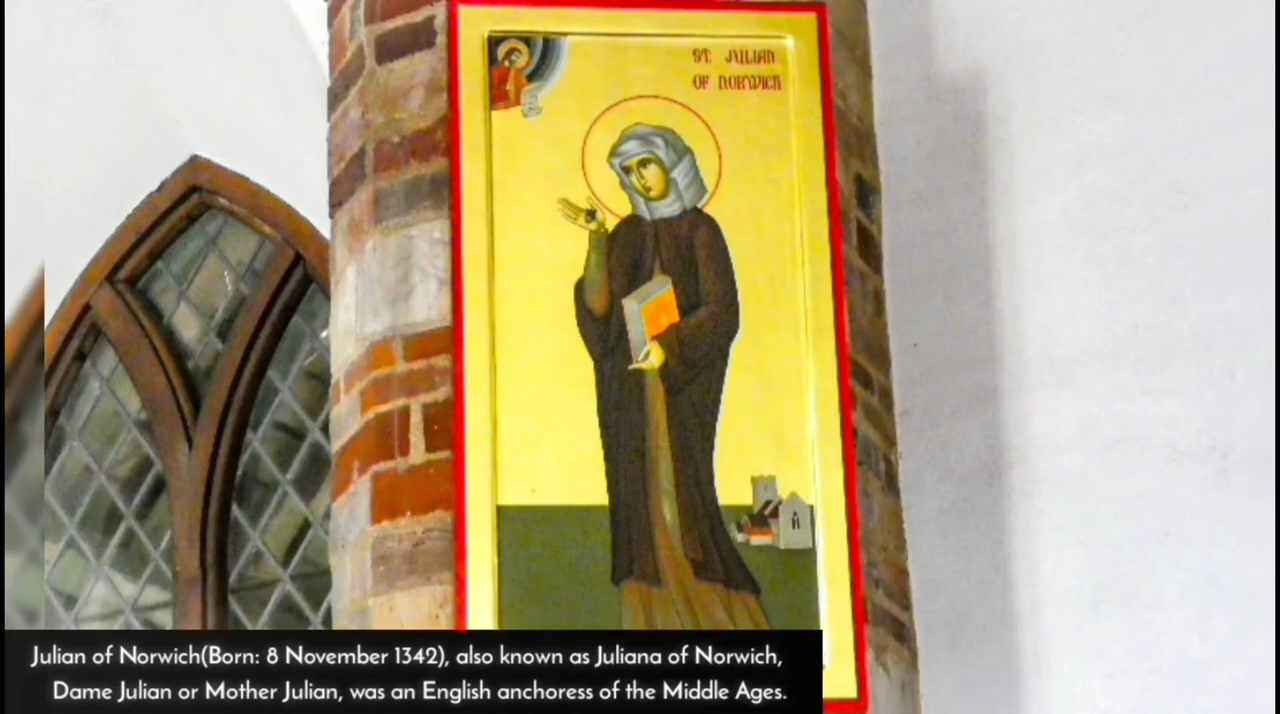 ST. JULIAN
OF NORWICH
Julian of Norwich(Born: 8 November 1342), also known as Juliana of Norwich,
Dame Julian or Mother Julian, was an English anchoress of the Middle Ages.